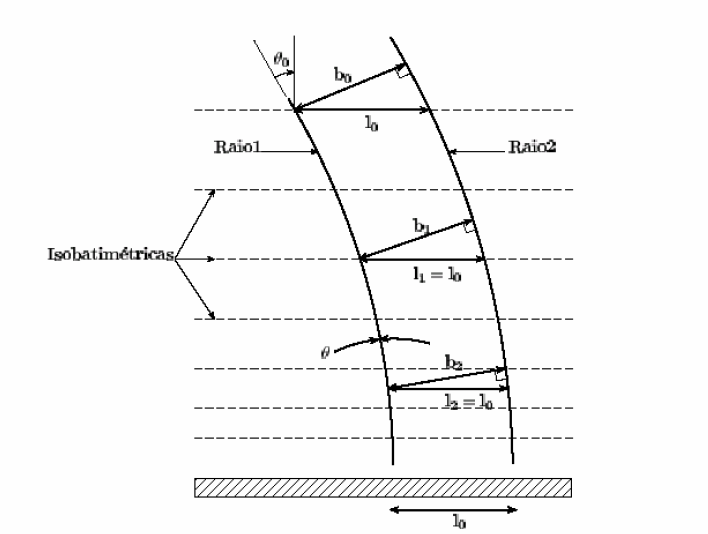 θ₀
b₀
l₀
Raio1
Raio2
b₁
Isobatimétricas
l₁ = l₀
θ
b₂
l₂ = l₀
l₀